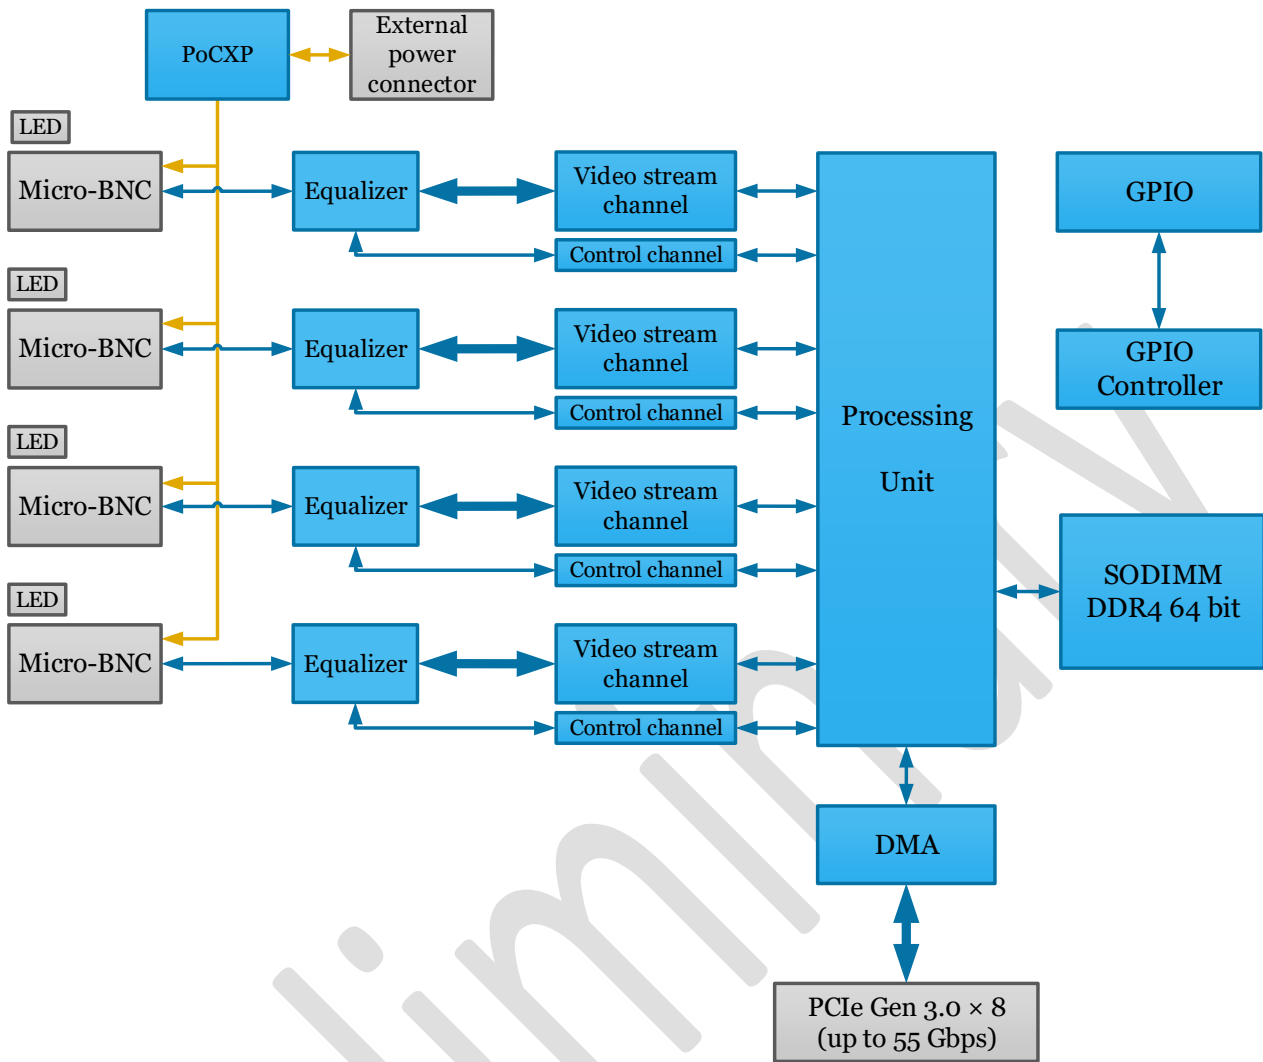 PoCXP
External
power
connector
LED
Micro-BNC
Equalizer
Video stream
channel
Control channel
LED
Micro-BNC
Equalizer
Video stream
channel
Control channel
LED
Micro-BNC
Equalizer
Video stream
channel
Control channel
LED
Micro-BNC
Equalizer
Video stream
channel
Control channel
Processing
Unit
GPIO
GPIO
Controller
SODIMM
DDR4 64 bit
DMA
PCIe Gen 3.0 × 8
(up to 55 Gbps)
liminary